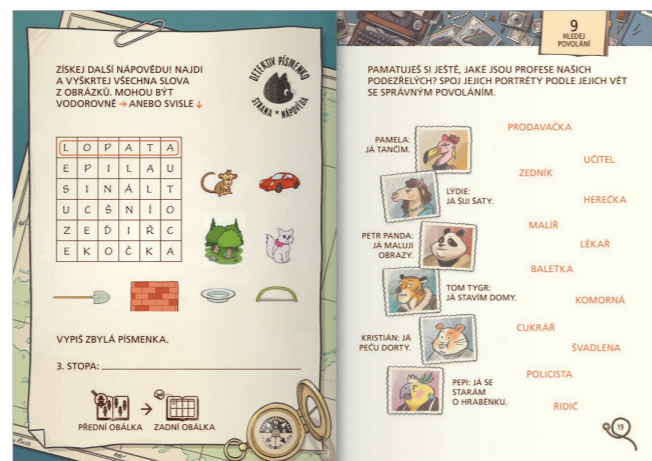 ZÍSKEJ DALŠÍ NÁPOVĚDU! NAJDI
A VYŠKRTEJ VŠECHNA SLOVA
Z OBRÁZKŮ. MOHOU BÝT
VODOROVNĚ → ANEBO SVISLE ↓
DETEKTIV PÍSMENKO
STRANA * NÁPOVĚDA
L O P A T A
E P I L A U
S I N Á L T
U C Š N Í O
Z E Ď I Ř C
E K O Č K A
VYPIŠ ZBYLÁ PÍSMENKA.
3. STOPA:
PŘEDNÍ OBÁLKA → ZADNÍ OBÁLKA
9
HLEDEJ
POVOLÁNÍ
PAMATUJEŠ SI JEŠTĚ, JAKÉ JSOU PROFESE NAŠICH
PODEZŘELÝCH? SPOJ JEJICH PORTRÉTY PODLE JEJICH VĚT
SE SPRÁVNÝM POVOLÁNÍM.
PAMELA:
JÁ TANČÍM.
LÝDIE:
JÁ ŠIJI ŠATY.
PETR PANDA:
JÁ MALUJI
OBRAZY.
TOM TYGR:
JÁ STAVÍM DOMY.
KRISTIÁN: JÁ
PEČU DORTY.
PEPI: JÁ SE
STARÁM
O HRABĚNKU.
PRODAVAČKA
UČITEL
ZEDNÍK
HEREČKA
MALÍŘ
LÉKAŘ
BALETKA
KOMORNÁ
CUKRÁŘ
ŠVADLENA
POLICISTA
ŘIDIČ
19